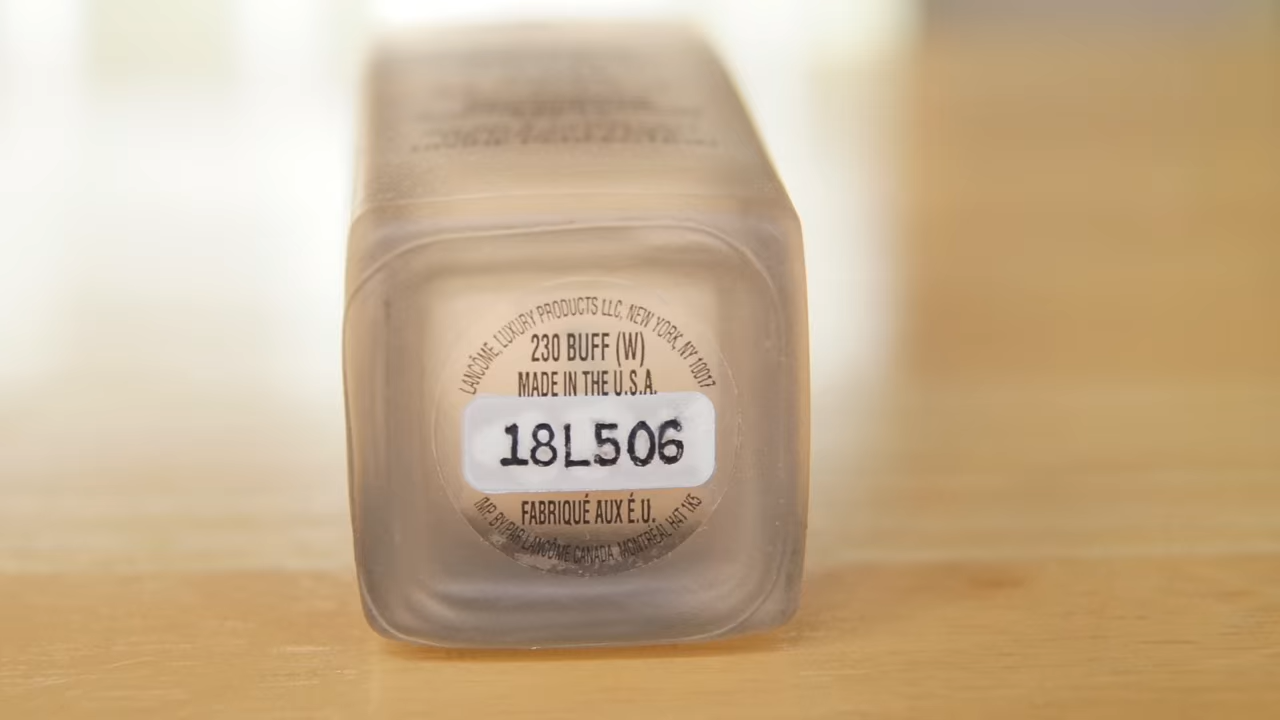 LANCÔME, LUXURY PRODUCTS LLC, NEW YORK, NY 10017
230 BUFF (W)
MADE IN THE U.S.A.
18L506
FABRIQUÉ AUX É.U.
IMP. BY/PAR LANCÔME CANADA, MONTRÉAL H4T 1K5